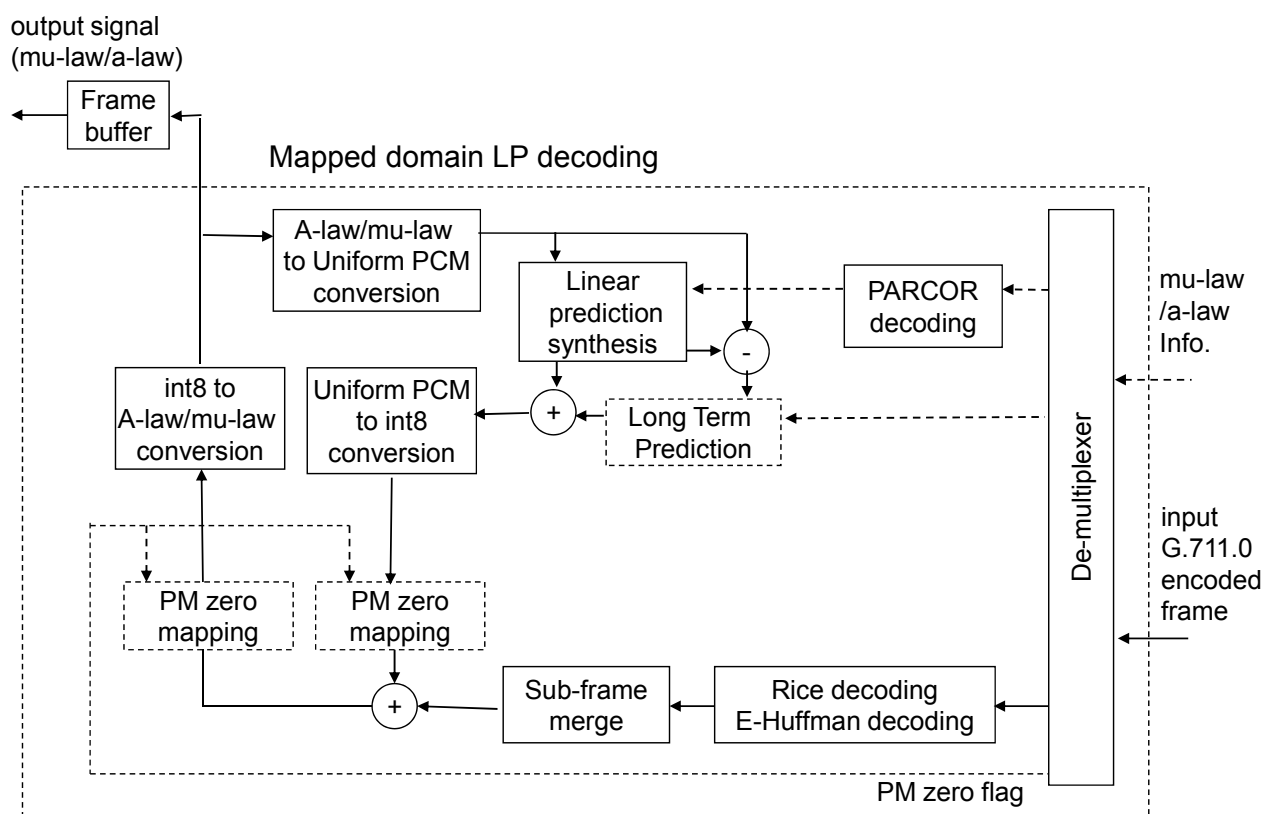 output signal
(mu-law/a-law)
Frame
buffer
Mapped domain LP decoding
A-law/mu-law
to Uniform PCM
conversion
Linear
prediction
synthesis
PARCOR
decoding
mu-law
/a-law
Info.
-
int8 to
A-law/mu-law
conversion
Uniform PCM
to int8
conversion
+
Long Term
Prediction
De-multiplexer
input
G.711.0
encoded
frame
PM zero
mapping
PM zero
mapping
+
Sub-frame
merge
Rice decoding
E-Huffman decoding
PM zero flag